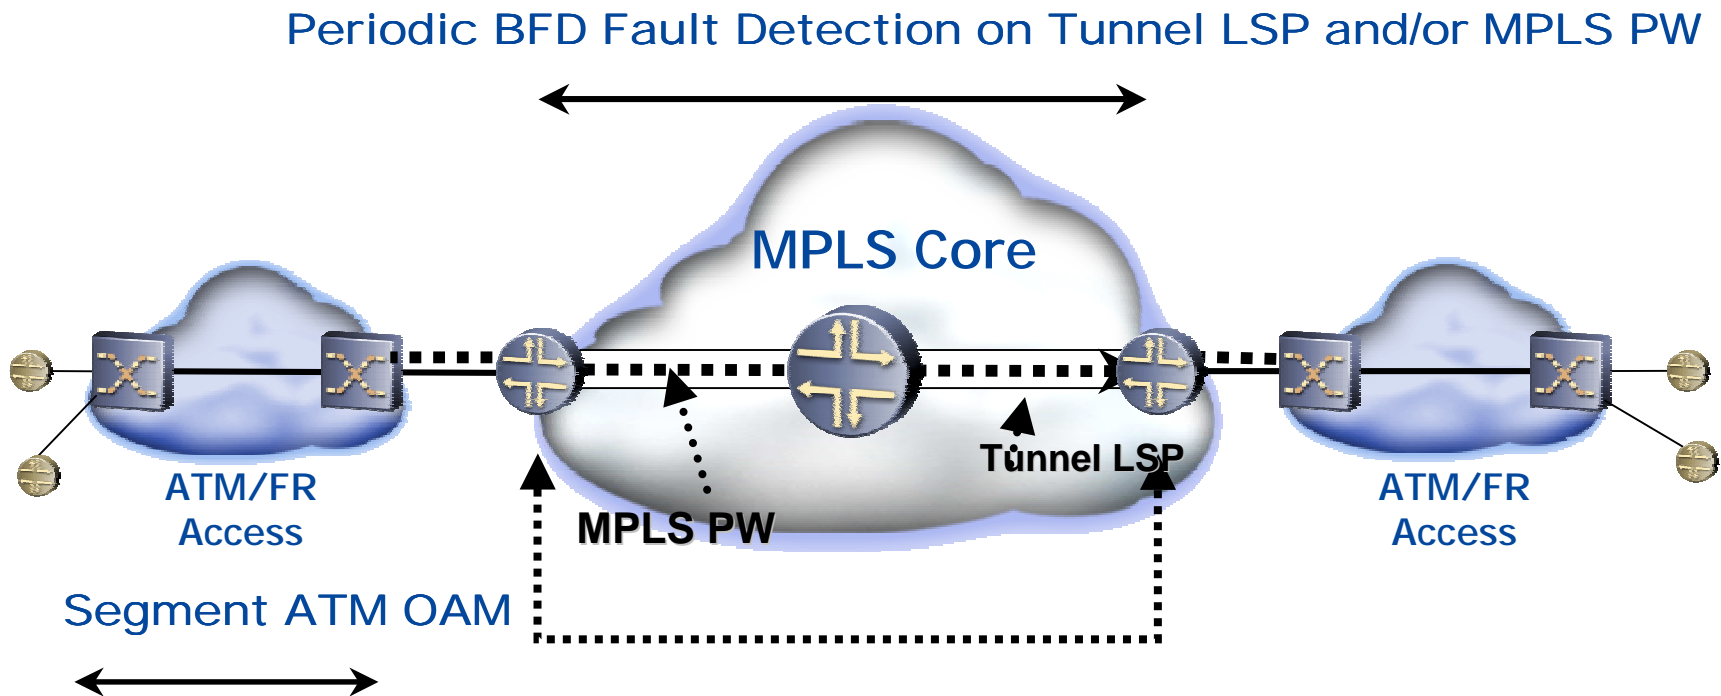 Periodic BFD Fault Detection on Tunnel LSP and/or MPLS PW
MPLS Core
Tunnel LSP
ATM/FR
Access
MPLS PW
ATM/FR
Access
Segment ATM OAM